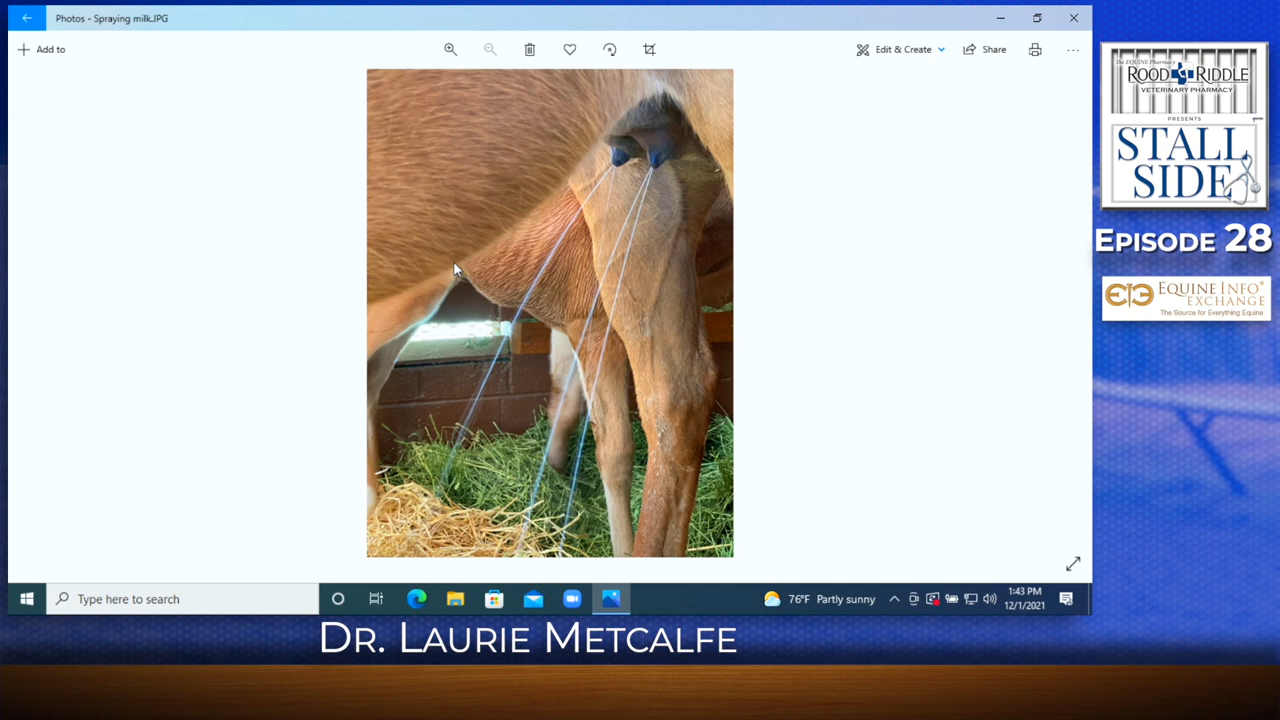 Photos - Spraying milk.JPG
Add to
Edit & Create
Share
The EQUINE Pharmacy
ROOD RIDDLE
VETERINARY PHARMACY
PRESENTS
STALL
SIDE
EPISODE 28
EIE EQUINE INFO®
EXCHANGE
The Source for Everything Equine
Type here to search
76°F Partly sunny
1:43 PM
12/1/2021
DR. LAURIE METCALFE